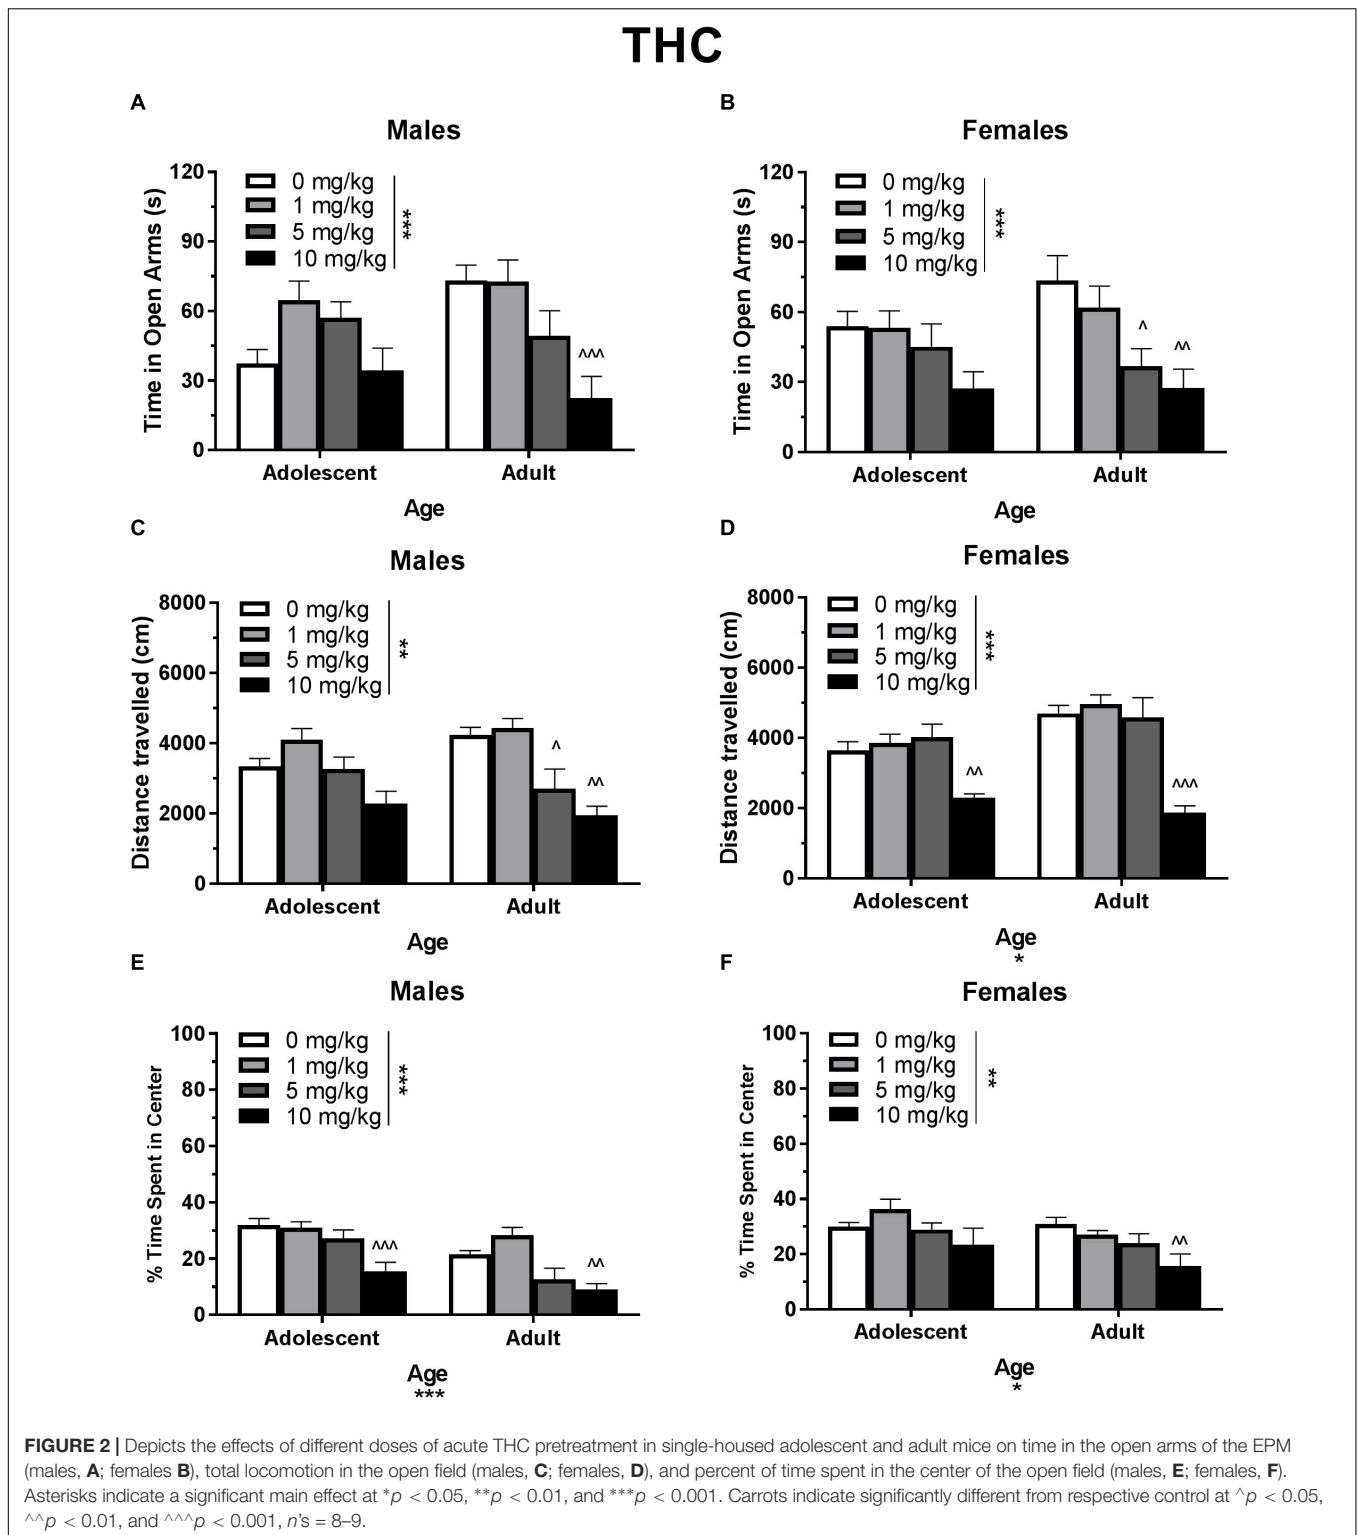 THC
A
Males
Time in Open Arms (s)
120
90
60
30
0
0 mg/kg
1 mg/kg
5 mg/kg
10 mg/kg
***
^^^
Adolescent
Adult
Age
B
Females
Time in Open Arms (s)
120
90
60
30
0
0 mg/kg
1 mg/kg
5 mg/kg
10 mg/kg
***
^
^^
Adolescent
Adult
Age
C
Males
Distance travelled (cm)
8000
6000
4000
2000
0
0 mg/kg
1 mg/kg
5 mg/kg
10 mg/kg
**
^
^^
Adolescent
Adult
Age
D
Females
Distance travelled (cm)
8000
6000
4000
2000
0
0 mg/kg
1 mg/kg
5 mg/kg
10 mg/kg
***
^^
^^^
Adolescent
Adult
Age
*
E
Males
% Time Spent in Center
100
80
60
40
20
0
0 mg/kg
1 mg/kg
5 mg/kg
10 mg/kg
***
^^^
^^
Adolescent
Adult
Age
***
F
Females
% Time Spent in Center
100
80
60
40
20
0
0 mg/kg
1 mg/kg
5 mg/kg
10 mg/kg
**
^^
Adolescent
Adult
Age
*
FIGURE 2 | Depicts the effects of different doses of acute THC pretreatment in single-housed adolescent and adult mice on time in the open arms of the EPM
(males, A; females B), total locomotion in the open field (males, C; females, D), and percent of time spent in the center of the open field (males, E; females, F).
Asterisks indicate a significant main effect at *p < 0.05, **p < 0.01, and ***p < 0.001. Carrots indicate significantly different from respective control at ^p < 0.05,
^^p < 0.01, and ^^^p < 0.001, n's = 8–9.